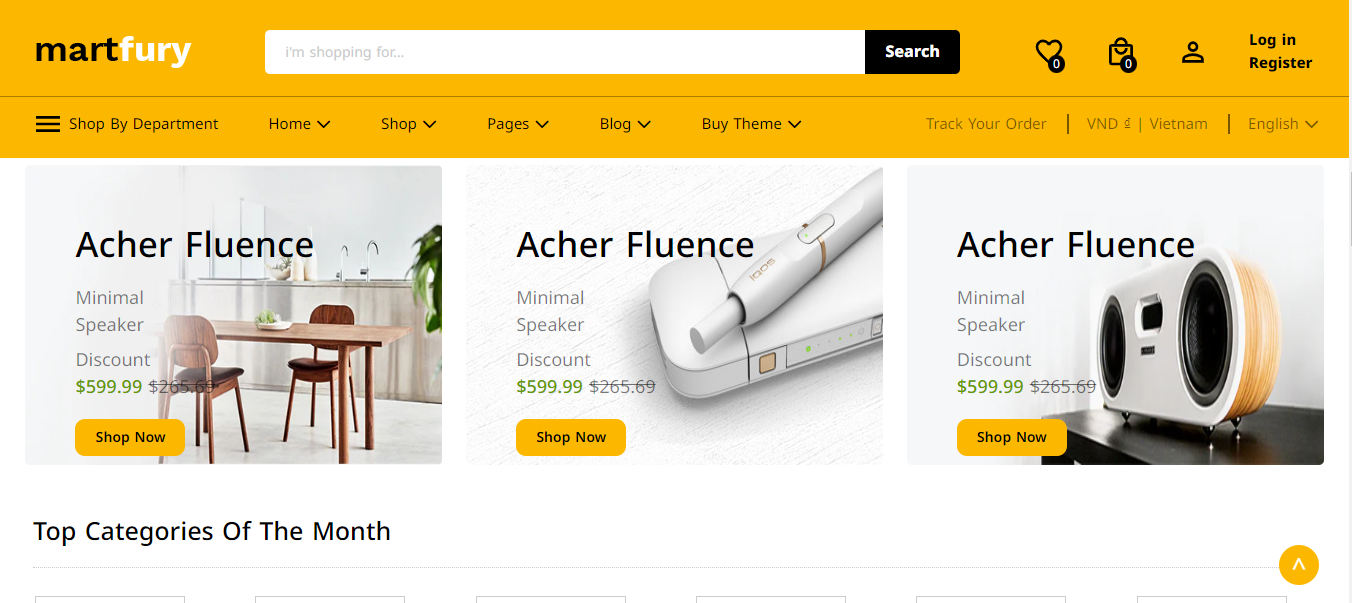 martfury
i'm shopping for...
Search
0
0
Log in
Register
Shop By Department
Home
Shop
Pages
Blog
Buy Theme
Track Your Order
VND ₫ | Vietnam
English
Acher Fluence
Minimal
Speaker
Discount
$599.99 $265.69
Shop Now
Acher Fluence
IQOS
Minimal
Speaker
Discount
$599.99 $265.69
Shop Now
Acher Fluence
Minimal
Speaker
Discount
$599.99 $265.69
Shop Now
Top Categories Of The Month